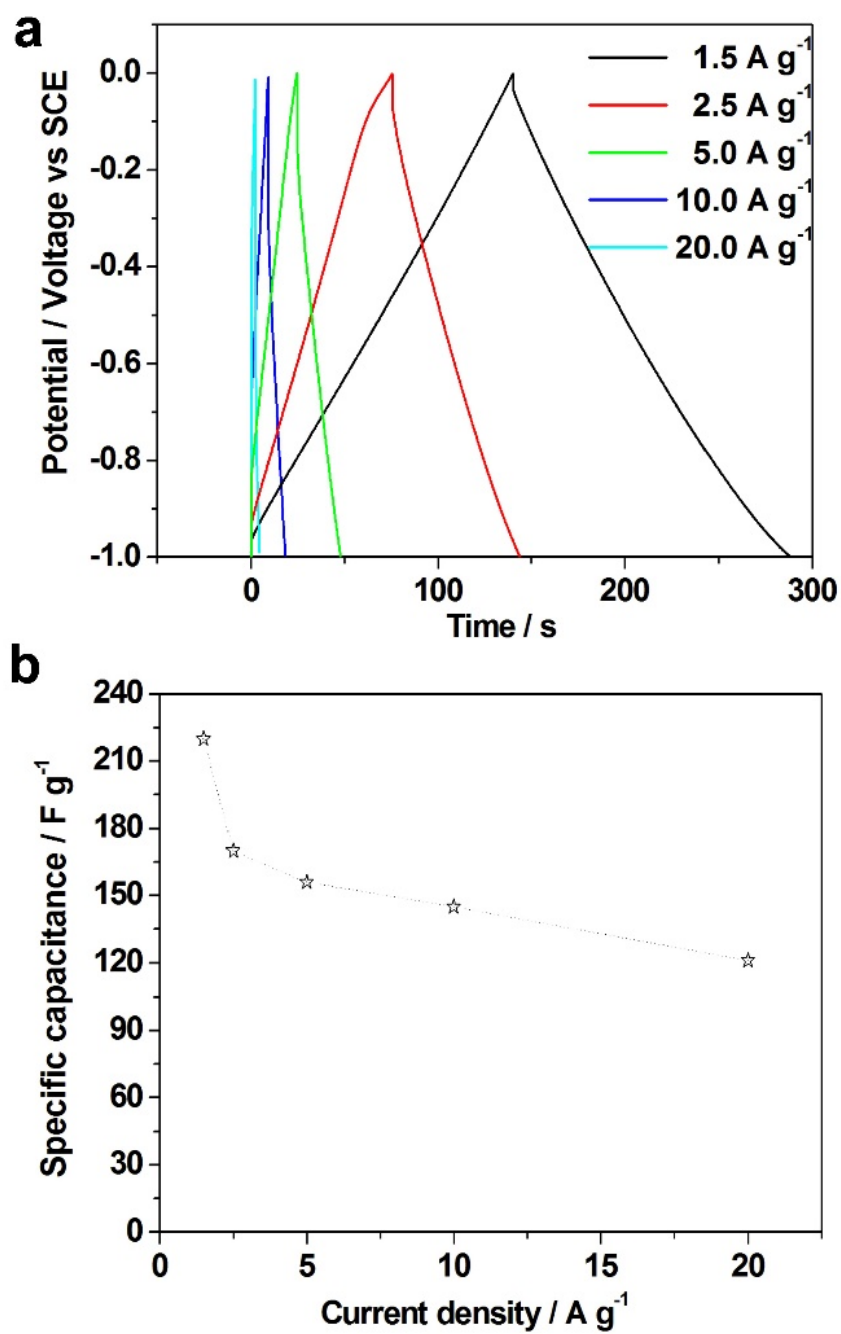 a
Potential / Voltage vs SCE
0.0
-0.2
-0.4
-0.6
-0.8
-1.0
1.5 A g⁻¹
2.5 A g⁻¹
5.0 A g⁻¹
10.0 A g⁻¹
20.0 A g⁻¹
0
100
200
300
Time / s
b
Specific capacitance / F g⁻¹
240
210
180
150
120
90
60
30
0
0
5
10
15
20
Current density / A g⁻¹